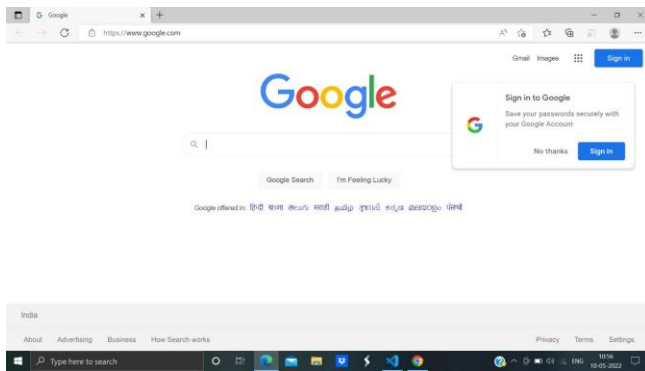 Google
https://www.google.com
Gmail Images
Sign in
Google
Sign in to Google
Save your passwords securely with
your Google Account
No thanks Sign in
Google Search I'm Feeling Lucky
Google offered in: हिन्दी বাংলা తెలుగు मराठी தமிழ் ગુજરાતી ಕನ್ನಡ മലയാളം ਪੰਜਾਬੀ
India
About Advertising Business How Search works
Privacy Terms Settings
Type here to search
ENG
10:56
10-05-2022